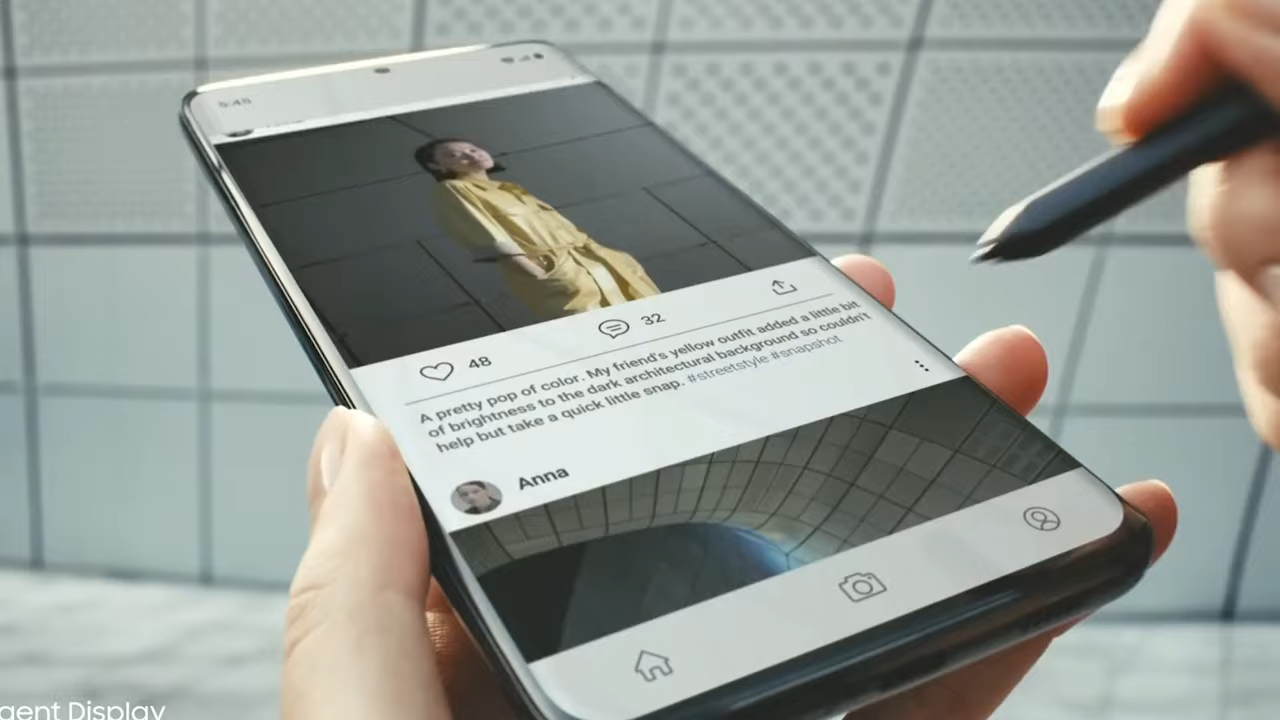 5:45
48
32
A pretty pop of color. My friend's yellow outfit added a little bit
of brightness to the dark architectural background so couldn't
help but take a quick little snap. #streetstyle #snapshot
Anna
gent Display